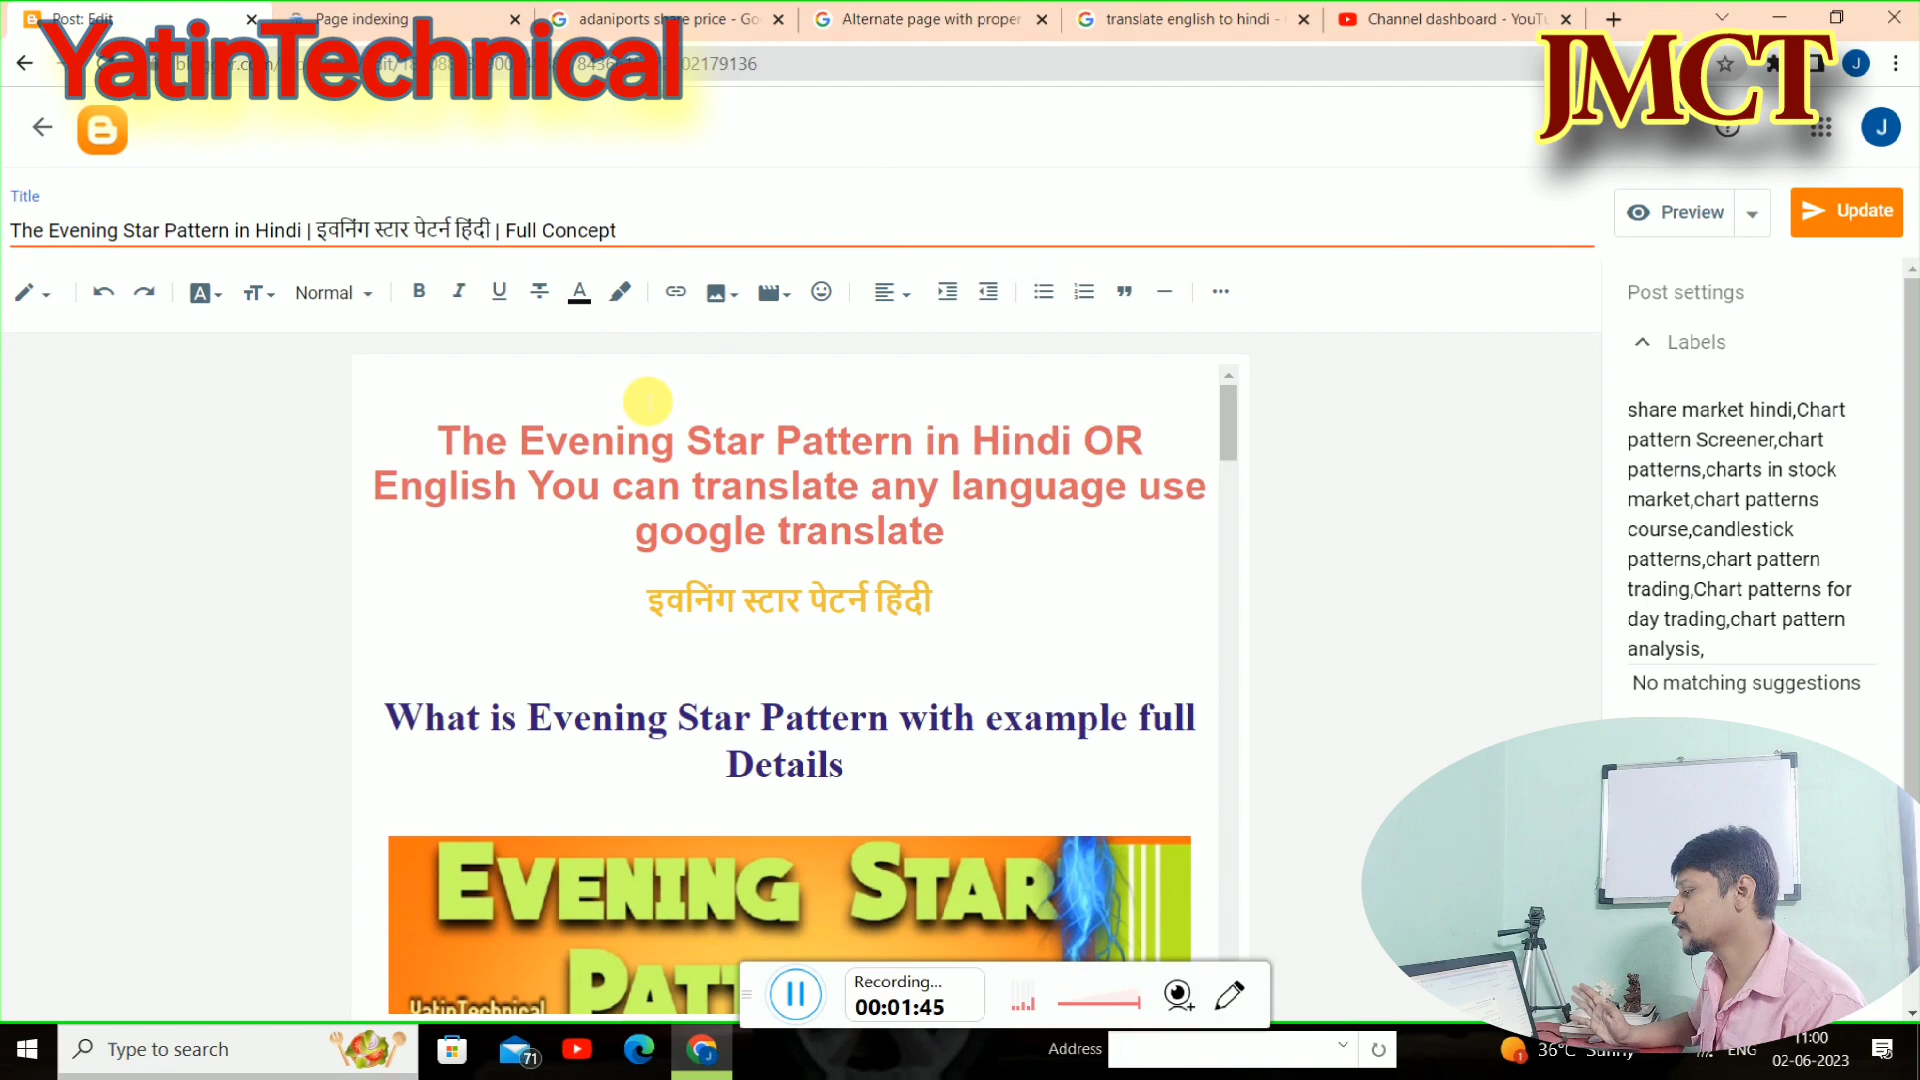 Post: Edit
Page indexing
adaniports share price - Go
Alternate page with proper
translate english to hindi -
Channel dashboard - YouTu
YatinTechnical
JMCT
02179136
J
J
Title
The Evening Star Pattern in Hindi | इवनिंग स्टार पेटर्न हिंदी | Full Concept
Preview
Update
Normal
Post settings
Labels
share market hindi,Chart
pattern Screener,chart
patterns,charts in stock
market,chart patterns
course,candlestick
patterns,chart pattern
trading,Chart patterns for
day trading,chart pattern
analysis,
No matching suggestions
The Evening Star Pattern in Hindi OR
English You can translate any language use
google translate
इवनिंग स्टार पेटर्न हिंदी
What is Evening Star Pattern with example full
Details
EVENING STAR
PATT
YatinTechnical
Recording...
00:01:45
Type to search
71
Address
36°C Sunny
ENG
11:00
02-06-2023